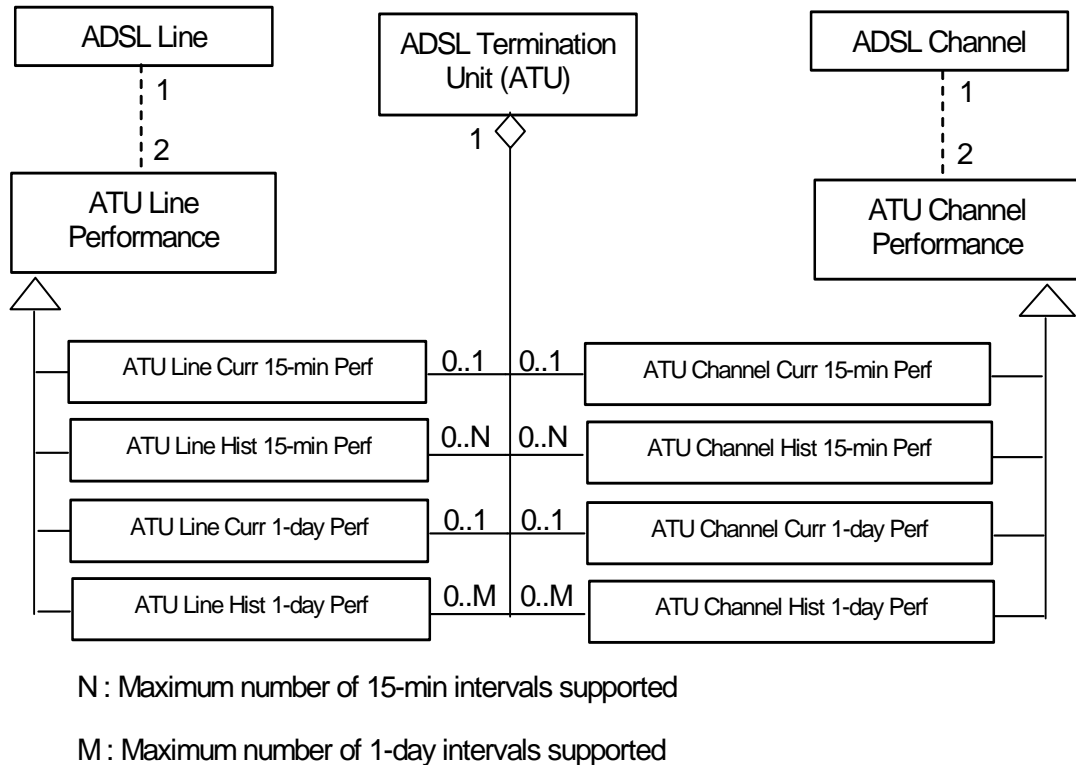 ADSL Line
ADSL Termination
Unit (ATU)
ADSL Channel
1
1
1
2
2
ATU Line
Performance
ATU Channel
Performance
ATU Line Curr 15-min Perf
0..1
0..1
ATU Channel Curr 15-min Perf
ATU Line Hist 15-min Perf
0..N
0..N
ATU Channel Hist 15-min Perf
ATU Line Curr 1-day Perf
0..1
0..1
ATU Channel Curr 1-day Perf
ATU Line Hist 1-day Perf
0..M
0..M
ATU Channel Hist 1-day Perf
N : Maximum number of 15-min intervals supported
M : Maximum number of 1-day intervals supported